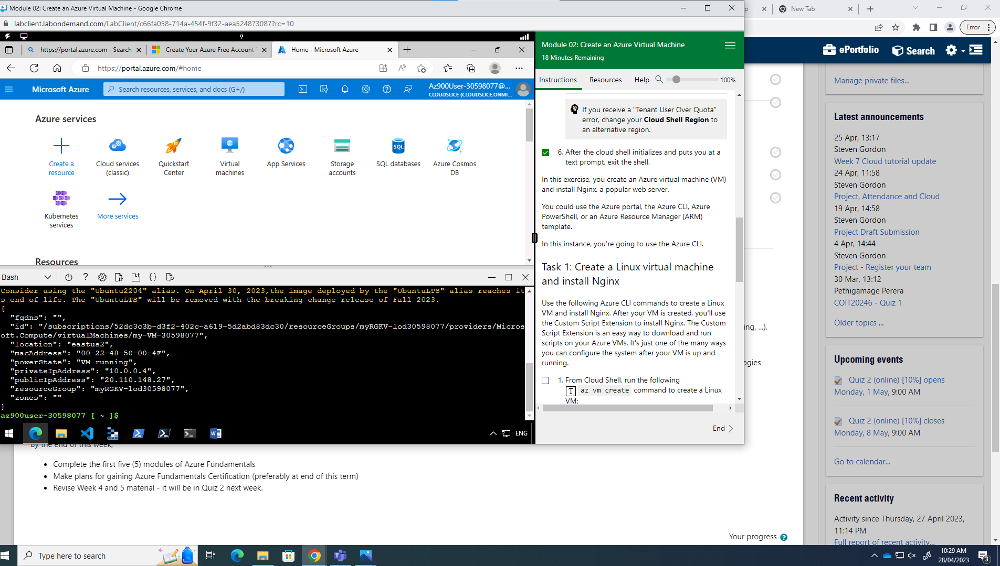 Module 02: Create an Azure Virtual Machine - Google Chrome
labclient.labondemand.com/LabClient/c66fa058-714a-454f-9f32-aea524873087?rc=10
New Tab
Error
https://portal.azure.com - Search
Create Your Azure Free Account
Home - Microsoft Azure
https://portal.azure.com/#home
Microsoft Azure
Search resources, services, and docs (G+/)
Az900User-30598077@...
CLOUDSLICE (CLOUDSLICE.ONMI...
Azure services
Create a resource
Cloud services (classic)
Quickstart Center
Virtual machines
App Services
Storage accounts
SQL
SQL databases
Azure Cosmos DB
Kubernetes services
More services
Resources
Bash
Consider using the "Ubuntu2204" alias. On April 30, 2023,the image deployed by the "UbuntuLTS" alias reaches it
s end of life. The "UbuntuLTS" will be removed with the breaking change release of Fall 2023.
{
"fqdns": "",
"id": "/subscriptions/52dc3c3b-d3f2-402c-a619-5d2abd83dc30/resourceGroups/myRGKV-lod30598077/providers/Micros
oft.Compute/virtualMachines/my-VM-30598077",
"location": "eastus2",
"macAddress": "00-22-48-50-00-4F",
"powerState": "VM running",
"privateIpAddress": "10.0.0.4",
"publicIpAddress": "20.110.148.27",
"resourceGroup": "myRGKV-lod30598077",
"zones": ""
}
az900user-30598077 [ ~ ]$
ENG
Module 02: Create an Azure Virtual Machine
18 Minutes Remaining
Instructions
Resources
Help
100%
If you receive a "Tenant User Over Quota"
error, change your Cloud Shell Region to
an alternative region.
6. After the cloud shell initializes and puts you at a
text prompt, exit the shell.
In this exercise, you create an Azure virtual machine (VM)
and install Nginx, a popular web server.
You could use the Azure portal, the Azure CLI, Azure
PowerShell, or an Azure Resource Manager (ARM)
template.
In this instance, you're going to use the Azure CLI.
Task 1: Create a Linux virtual machine
and install Nginx
Use the following Azure CLI commands to create a Linux
VM and install Nginx. After your VM is created, you'll use
the Custom Script Extension to install Nginx. The Custom
Script Extension is an easy way to download and run
scripts on your Azure VMs. It's just one of the many ways
you can configure the system after your VM is up and
running.
1. From Cloud Shell, run the following
T az vm create command to create a Linux
VM:
End
ePortfolio
Search
Manage private files...
Latest announcements
25 Apr, 13:17
Steven Gordon
Week 7 Cloud tutorial update
24 Apr, 11:58
Steven Gordon
Project, Attendance and Cloud
19 Apr, 14:58
Steven Gordon
Project Draft Submission
4 Apr, 14:44
Steven Gordon
Project - Register your team
30 Mar, 13:12
Pethigamage Perera
COIT20246 - Quiz 1
Older topics ...
ing, ...).
ogies
Upcoming events
Quiz 2 (online) [10%] opens
Monday, 1 May, 9:00 AM
Quiz 2 (online) [10%] closes
Monday, 8 May, 9:00 AM
Go to calendar...
Recent activity
Activity since Thursday, 27 April 2023,
11:14 PM
Full report of recent activity...
By the end of this week,
Complete the first five (5) modules of Azure Fundamentals
Make plans for gaining Azure Fundamentals Certification (preferably at end of this term)
Revise Week 4 and 5 material - it will be in Quiz 2 next week.
Your progress
Type here to search
10:29 AM
28/04/2023
3